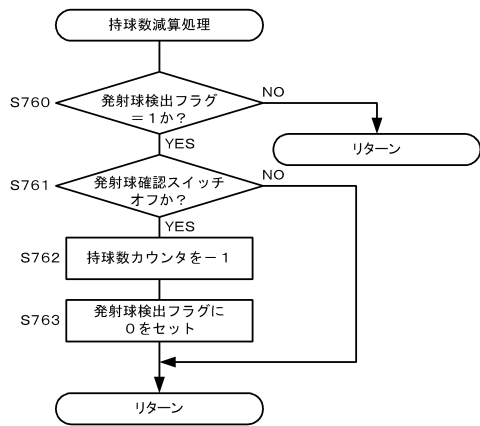 持球数減算処理
S760
発射球検出フラグ
=1か?
NO
リターン
YES
S761
発射球確認スイッチ
オフか?
NO
YES
S762
持球数カウンタを-1
S763
発射球検出フラグに
0をセット
リターン